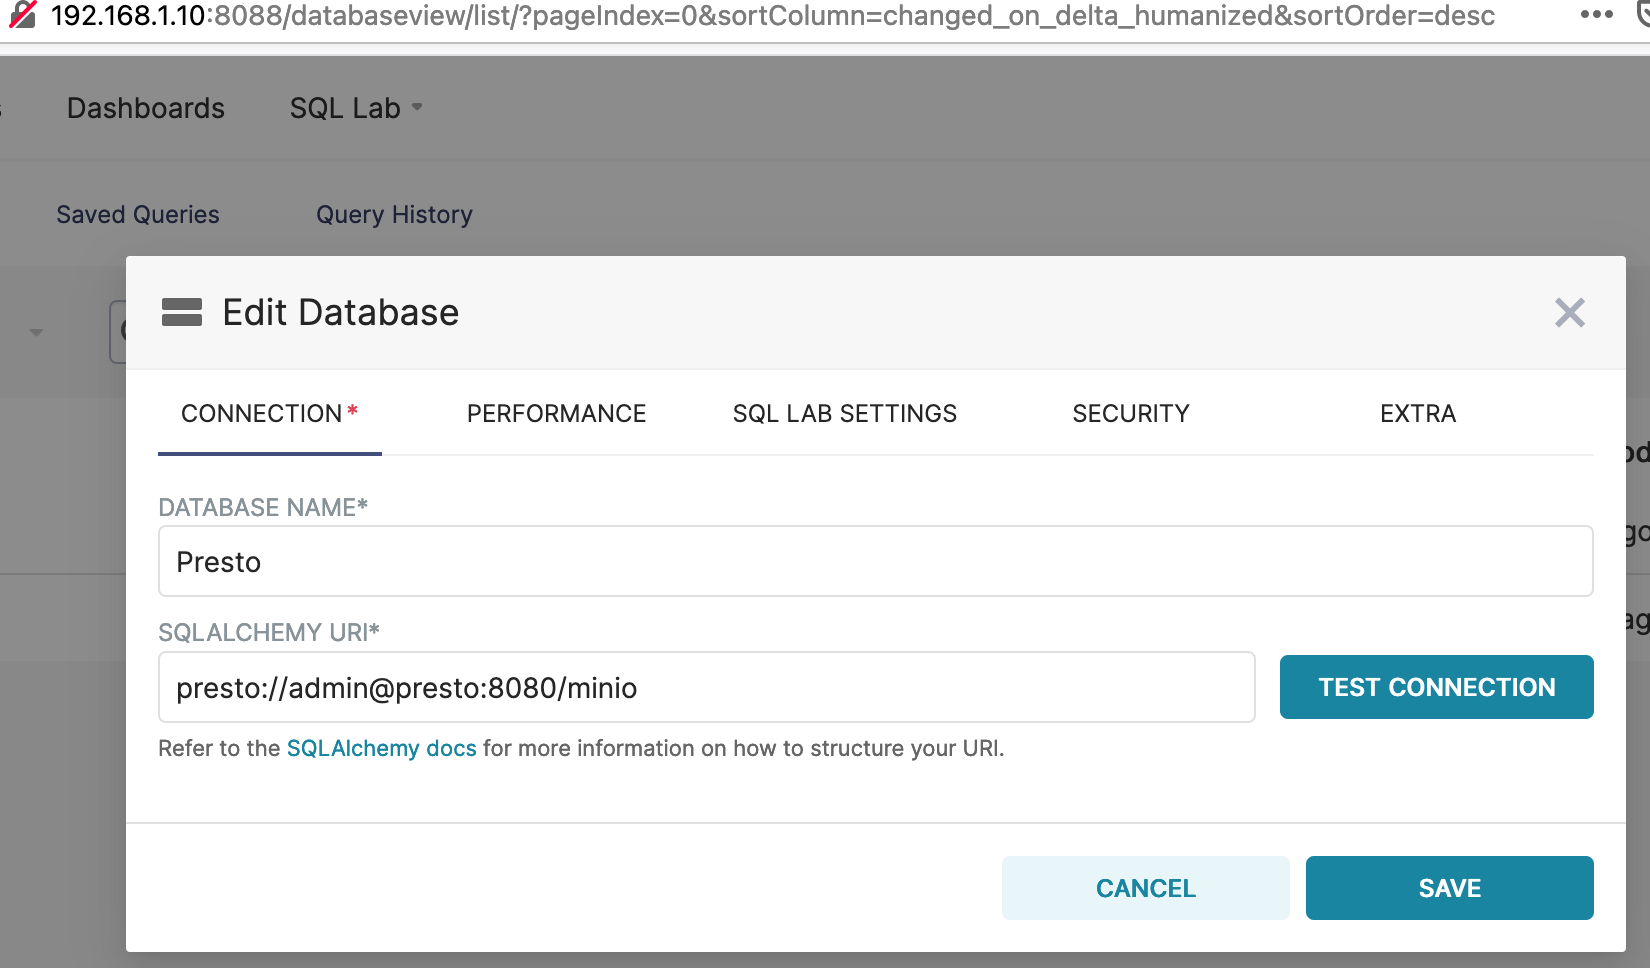 192.168.1.10:8088/databaseview/list/?pageIndex=0&sortColumn=changed_on_delta_humanized&sortOrder=desc
Dashboards SQL Lab
Saved Queries Query History
Edit Database
CONNECTION* PERFORMANCE SQL LAB SETTINGS SECURITY EXTRA
DATABASE NAME*
Presto
SQLALCHEMY URI*
presto://admin@presto:8080/minio
TEST CONNECTION
Refer to the SQLAlchemy docs for more information on how to structure your URI.
CANCEL SAVE